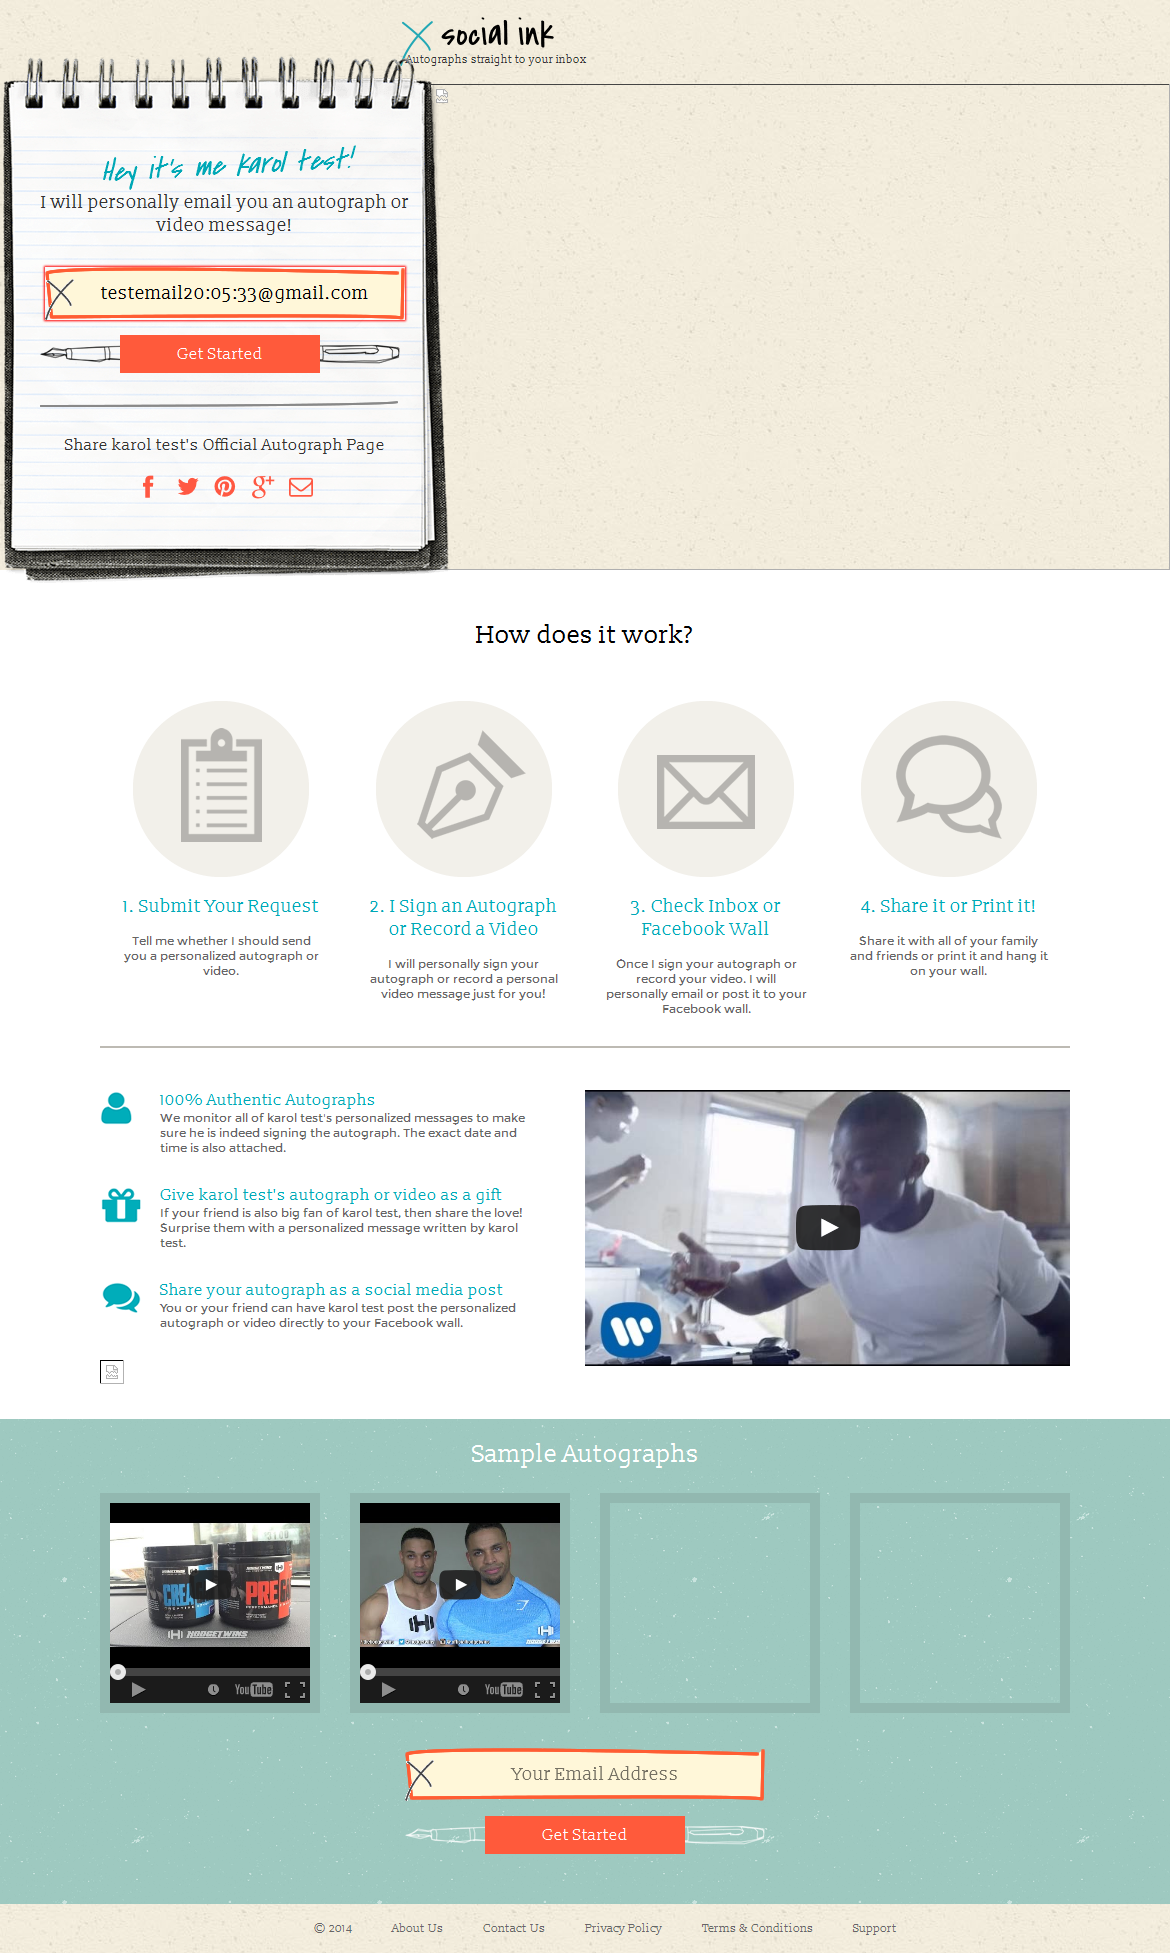 social ink
Autographs straight to your inbox
Hey it's me karol test!
I will personally email you an autograph or
video message!
testemail20:05:33@gmail.com
Get Started
Share karol test's Official Autograph Page
How does it work?
1. Submit Your Request
Tell me whether I should send
you a personalized autograph or
video.
2. I Sign an Autograph
or Record a Video
I will personally sign your
autograph or record a personal
video message just for you!
3. Check Inbox or
Facebook Wall
Once I sign your autograph or
record your video. I will
personally email or post it to your
Facebook wall.
4. Share it or Print it!
Share it with all of your family
and friends or print it and hang it
on your wall.
100% Authentic Autographs
We monitor all of karol test's personalized messages to make
sure he is indeed signing the autograph. The exact date and
time is also attached.
Give karol test's autograph or video as a gift
If your friend is also big fan of karol test, then share the love!
Surprise them with a personalized message written by karol
test.
Share your autograph as a social media post
You or your friend can have karol test post the personalized
autograph or video directly to your Facebook wall.
Sample Autographs
HODGETWINS
YouTube
YouTube
Your Email Address
Get Started
© 2014 About Us Contact Us Privacy Policy Terms & Conditions Support